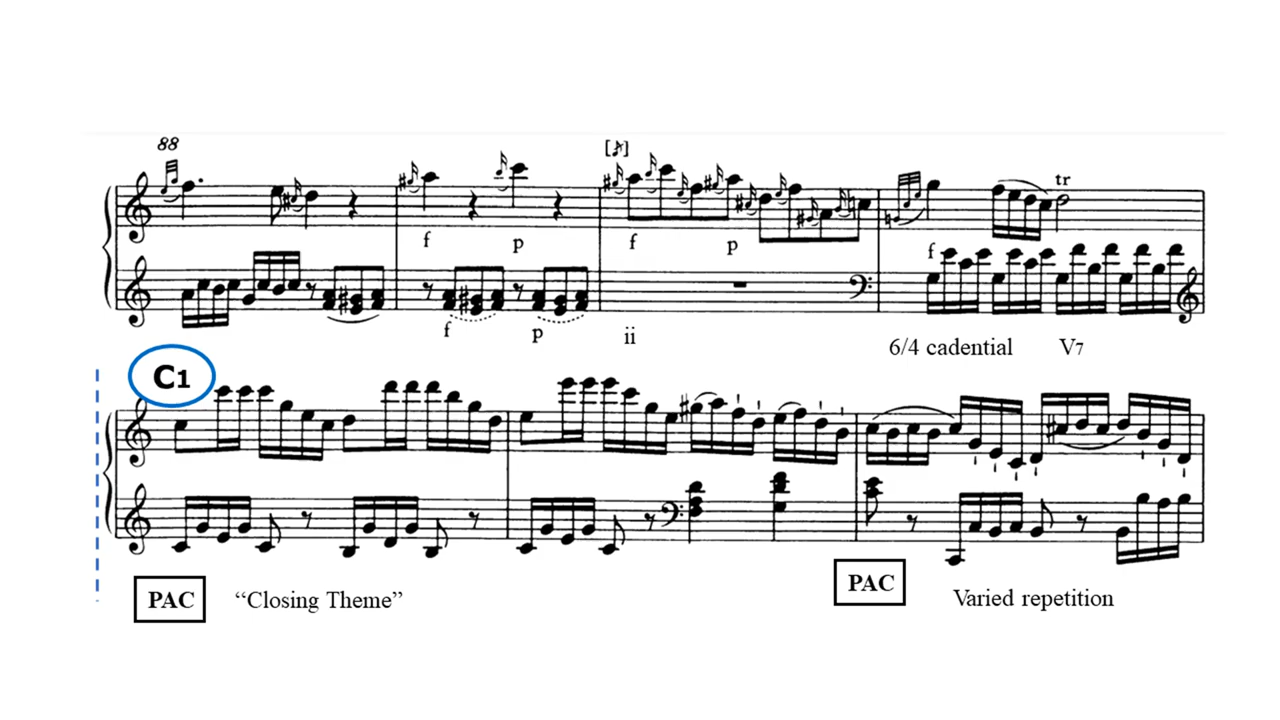 88
[♪]
tr
f p f p
f
f p
ii
6/4 cadential V7
C1
PAC "Closing Theme"
PAC Varied repetition